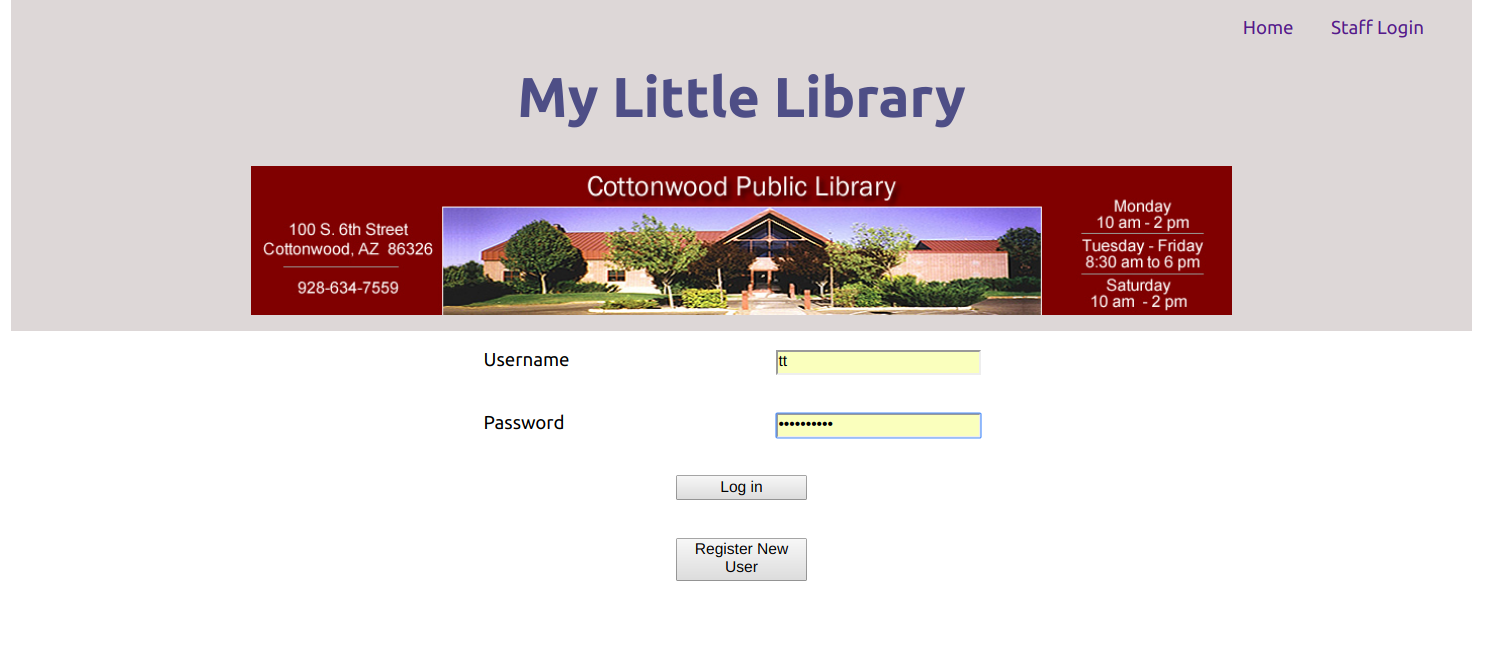 Home Staff Login
My Little Library
Cottonwood Public Library
100 S. 6th Street
Cottonwood, AZ 86326
928-634-7559
Monday
10 am - 2 pm
Tuesday - Friday
8:30 am to 6 pm
Saturday
10 am - 2 pm
Username tt
Password ••••••••••
Log in
Register New
User